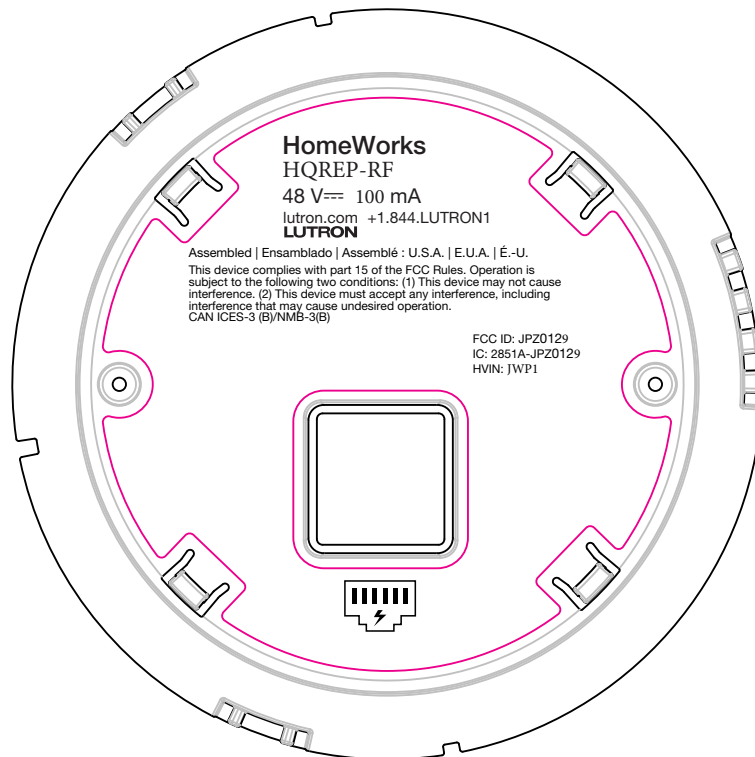 HomeWorks
HQREP-RF
48 V⎓ 100 mA
lutron.com +1.844.LUTRON1
LUTRON
Assembled | Ensamblado | Assemblé : U.S.A. | E.U.A. | É.-U.
This device complies with part 15 of the FCC Rules. Operation is
subject to the following two conditions: (1) This device may not cause
interference. (2) This device must accept any interference, including
interference that may cause undesired operation.
CAN ICES-3 (B)/NMB-3(B)
FCC ID: JPZ0129
IC: 2851A-JPZ0129
HVIN: JWP1